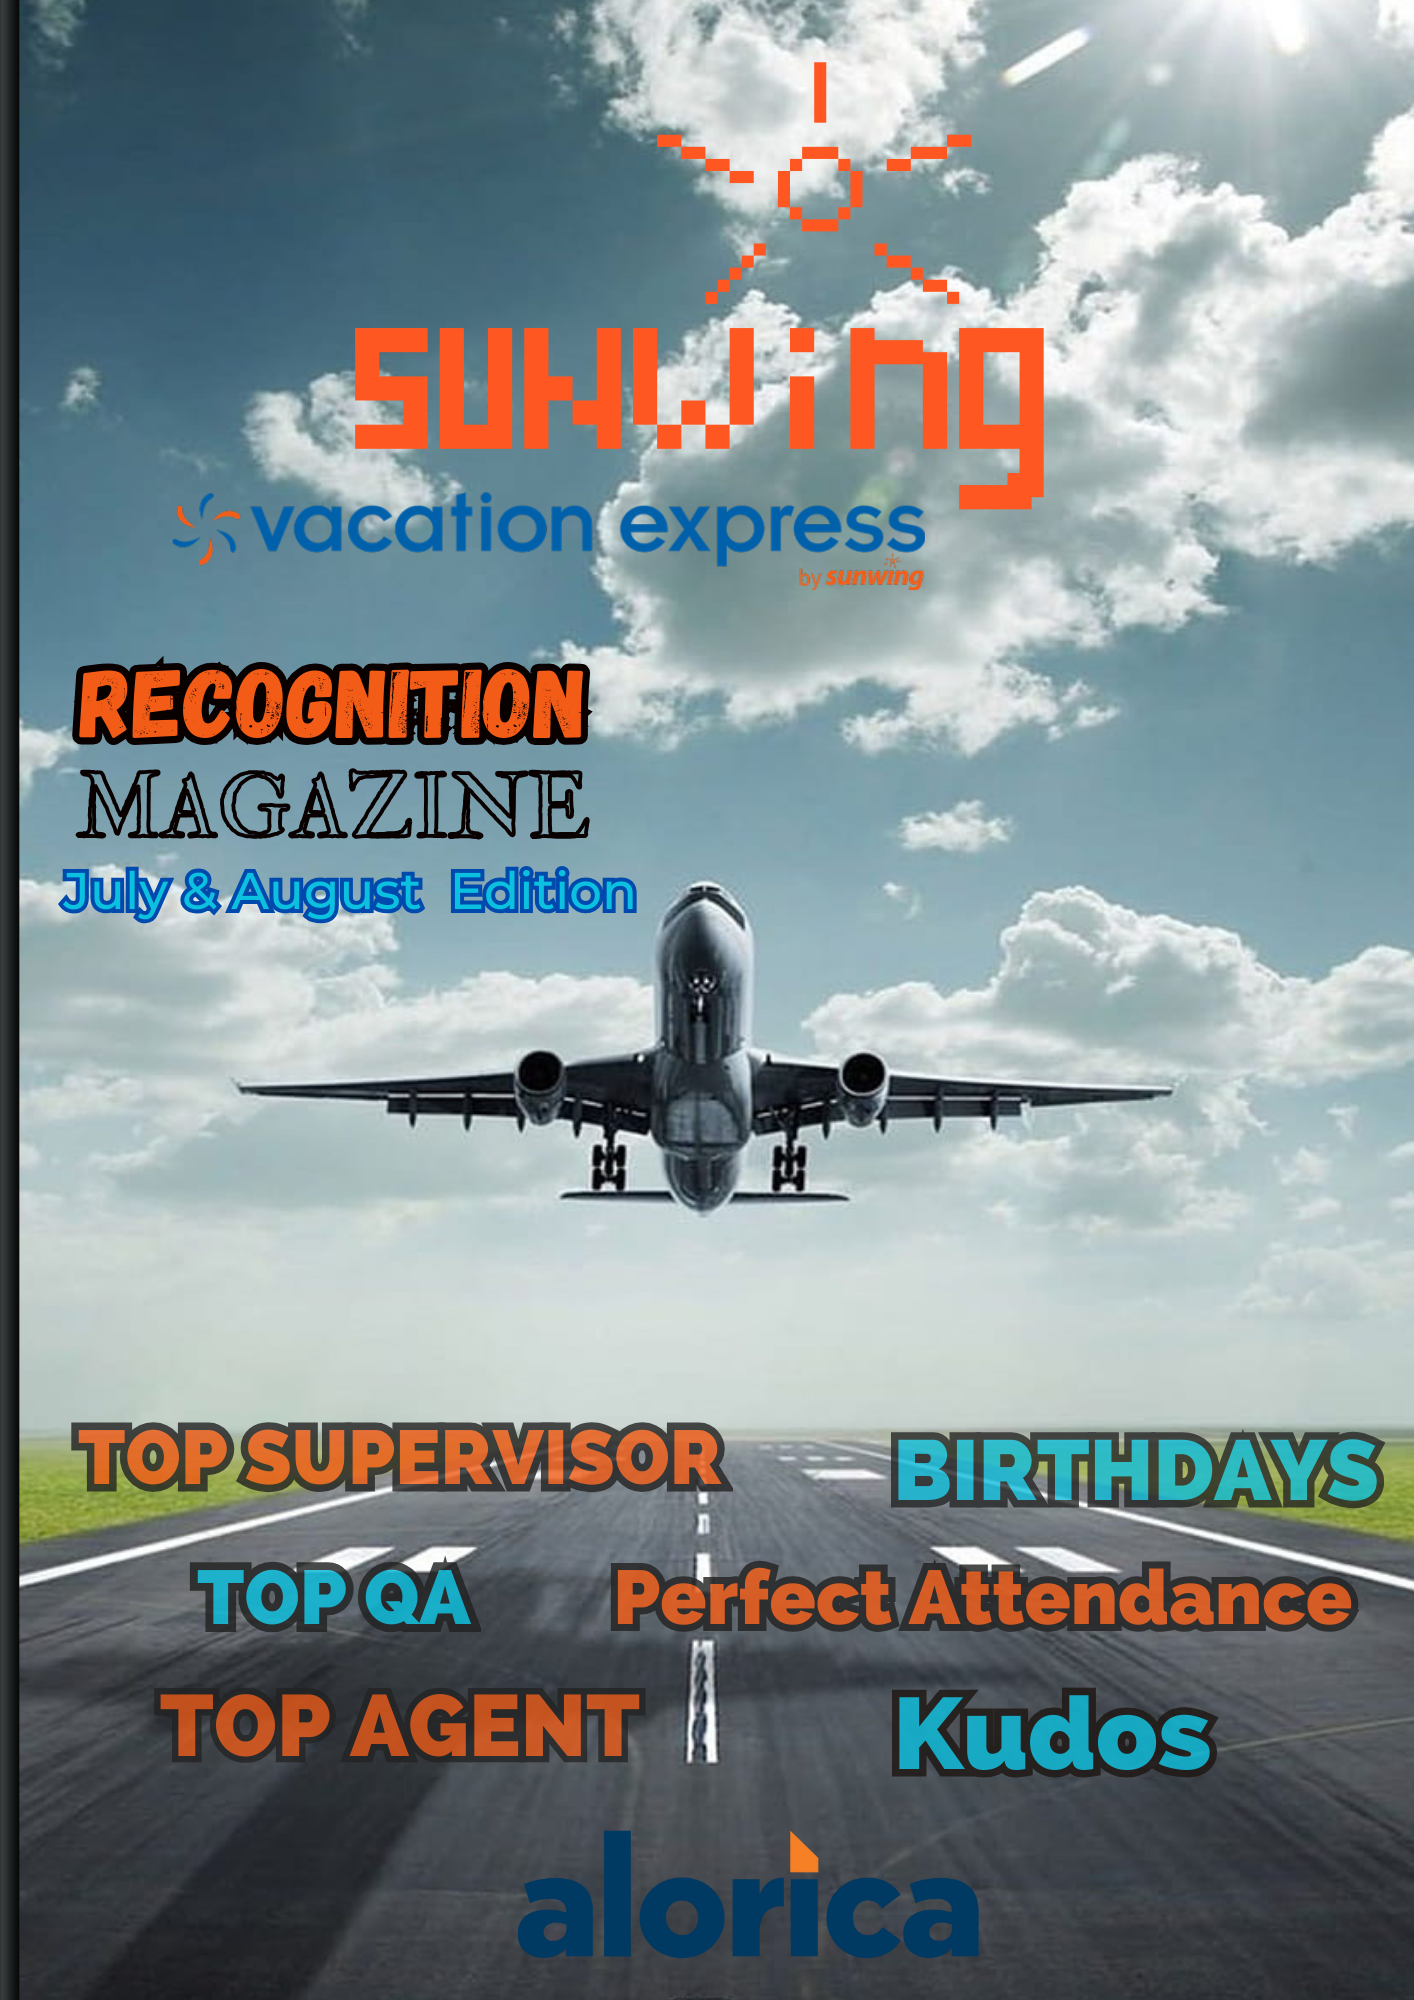 sunwing
vacation express
by sunwing
RECOGNITION
MAGAZINE
July & August Edition
TOP SUPERVISOR
BIRTHDAYS
TOP QA
Perfect Attendance
TOP AGENT
Kudos
alorica